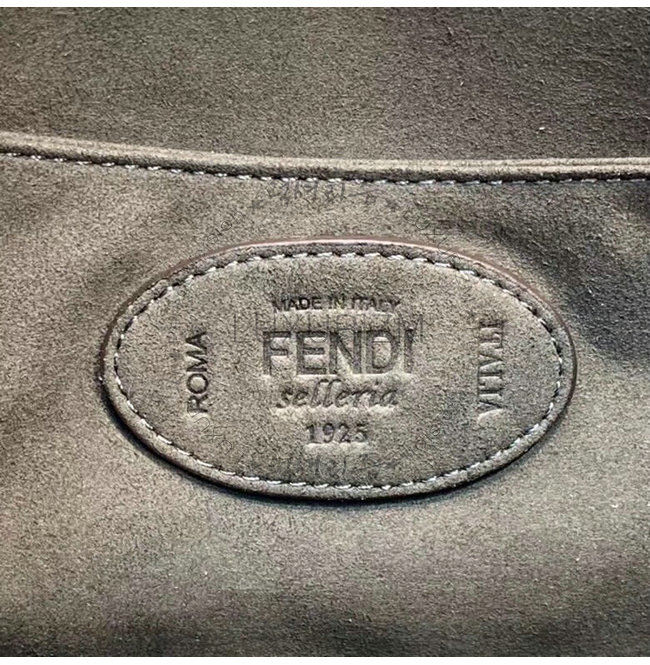 MADE IN ITALY
FENDI
selleria
1925
ROMA
ITALIA